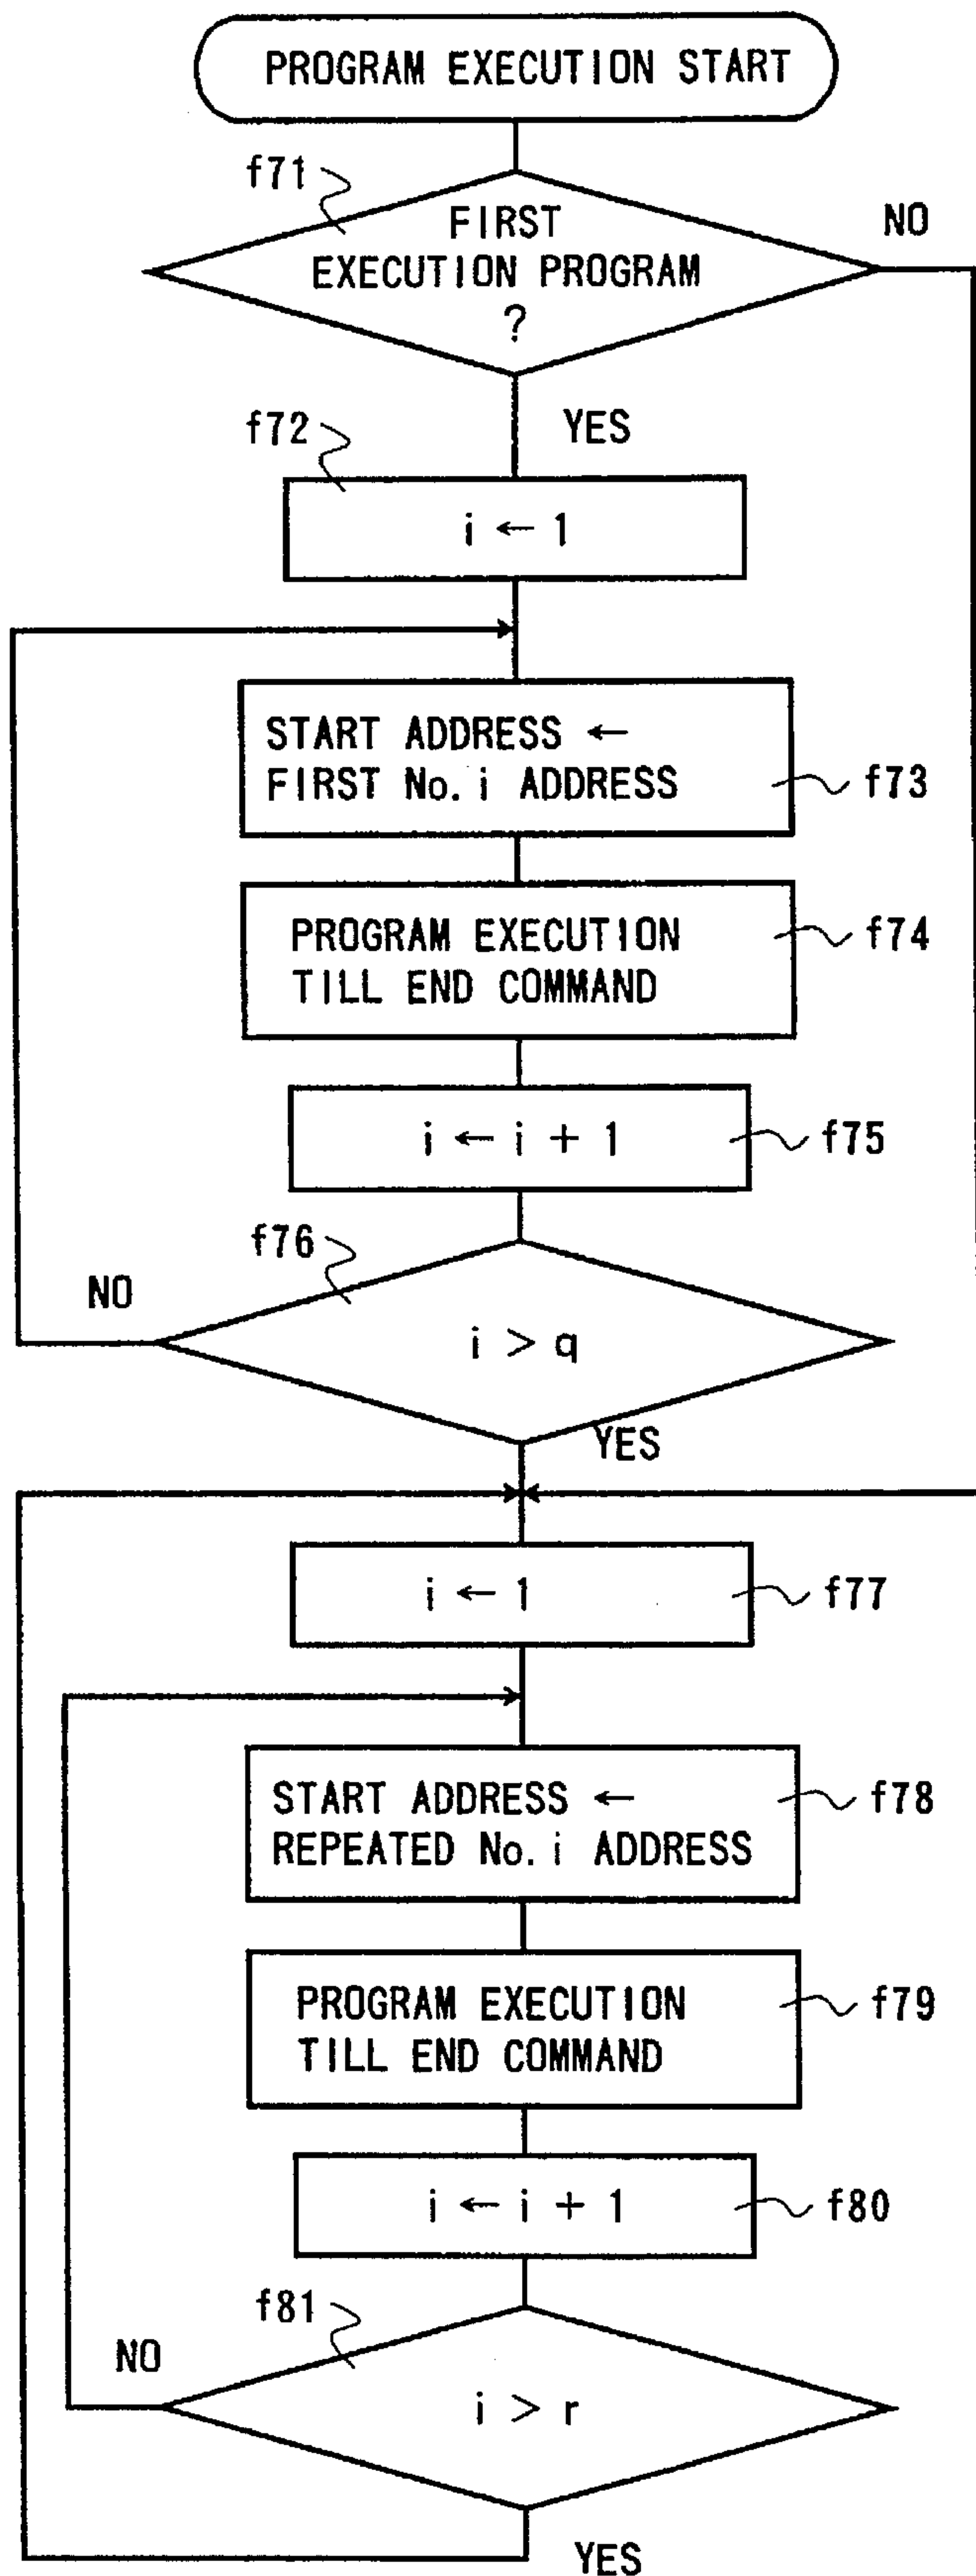 PROGRAM EXECUTION START
f71
FIRST
EXECUTION PROGRAM
?
NO
YES
f72
i ← 1
START ADDRESS ←
FIRST No. i ADDRESS
f73
PROGRAM EXECUTION
TILL END COMMAND
f74
i ← i + 1
f75
f76
NO
i > q
YES
i ← 1
f77
START ADDRESS ←
REPEATED No. i ADDRESS
f78
PROGRAM EXECUTION
TILL END COMMAND
f79
i ← i + 1
f80
f81
NO
i > r
YES